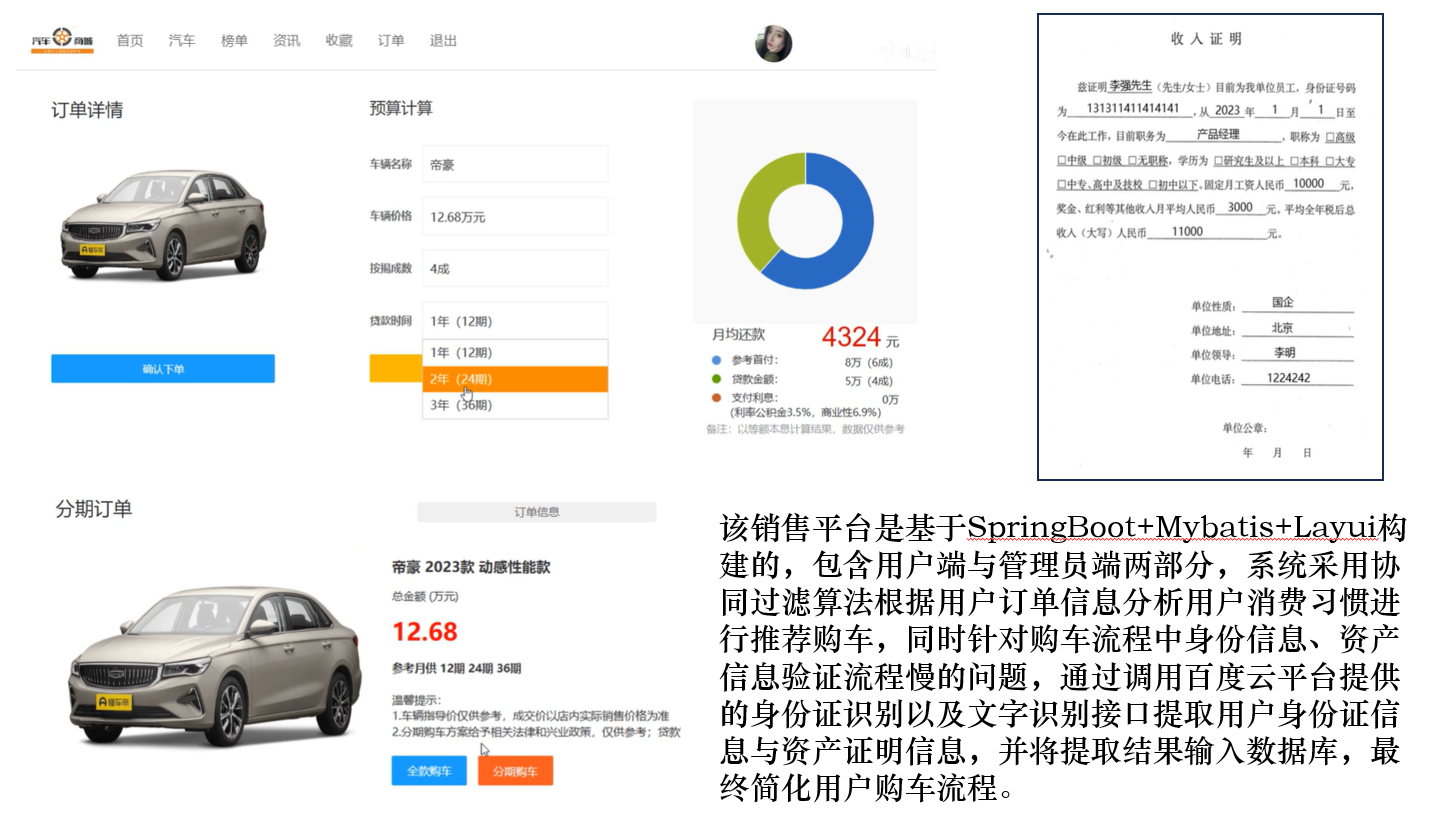 汽车 商城
首页 汽车 榜单 资讯 收藏 订单 退出
订单详情
懂车帝
确认下单
预算计算
车辆名称 帝豪
车辆价格 12.68万元
按揭成数 4成
贷款时间 1年（12期）
1年（12期）
2年（24期）
3年（36期）
月均还款 4324 元
参考首付： 8万（6成）
贷款金额： 5万（4成）
支付利息： 0万
（利率公积金3.5%，商业性6.9%）
备注：以等额本息计算结果，数据仅供参考
收 入 证 明
兹证明李强先生（先生/女士）目前为我单位员工，身份证号码
为 131311411414141 ，从 2023 年 1 月 1 日至
今在此工作，目前职务为 产品经理 ，职称为 □高级
□中级 □初级 □无职称，学历为 □研究生及以上 □本科 □大专
□中专、高中及技校 □初中以下。固定月工资人民币 10000 元，
奖金、红利等其他收入月平均人民币 3000 元。平均全年税后总
收入（大写）人民币 11000 元。
单位性质： 国企
单位地址： 北京
单位领导： 李明
单位电话： 1224242
单位公章：
年 月 日
分期订单
懂车帝
订单信息
帝豪 2023款 动感性能款
总金额 (万元)
12.68
参考月供 12期 24期 36期
温馨提示：
1.车辆指导价仅供参考，成交价以店内实际销售价格为准
2.分期购车方案给予相关法律和兴业政策，仅供参考；贷款
全款购车 分期购车
该销售平台是基于SpringBoot+Mybatis+Layui构
建的，包含用户端与管理员端两部分，系统采用协
同过滤算法根据用户订单信息分析用户消费习惯进
行推荐购车，同时针对购车流程中身份信息、资产
信息验证流程慢的问题，通过调用百度云平台提供
的身份证识别以及文字识别接口提取用户身份证信
息与资产证明信息，并将提取结果输入数据库，最
终简化用户购车流程。